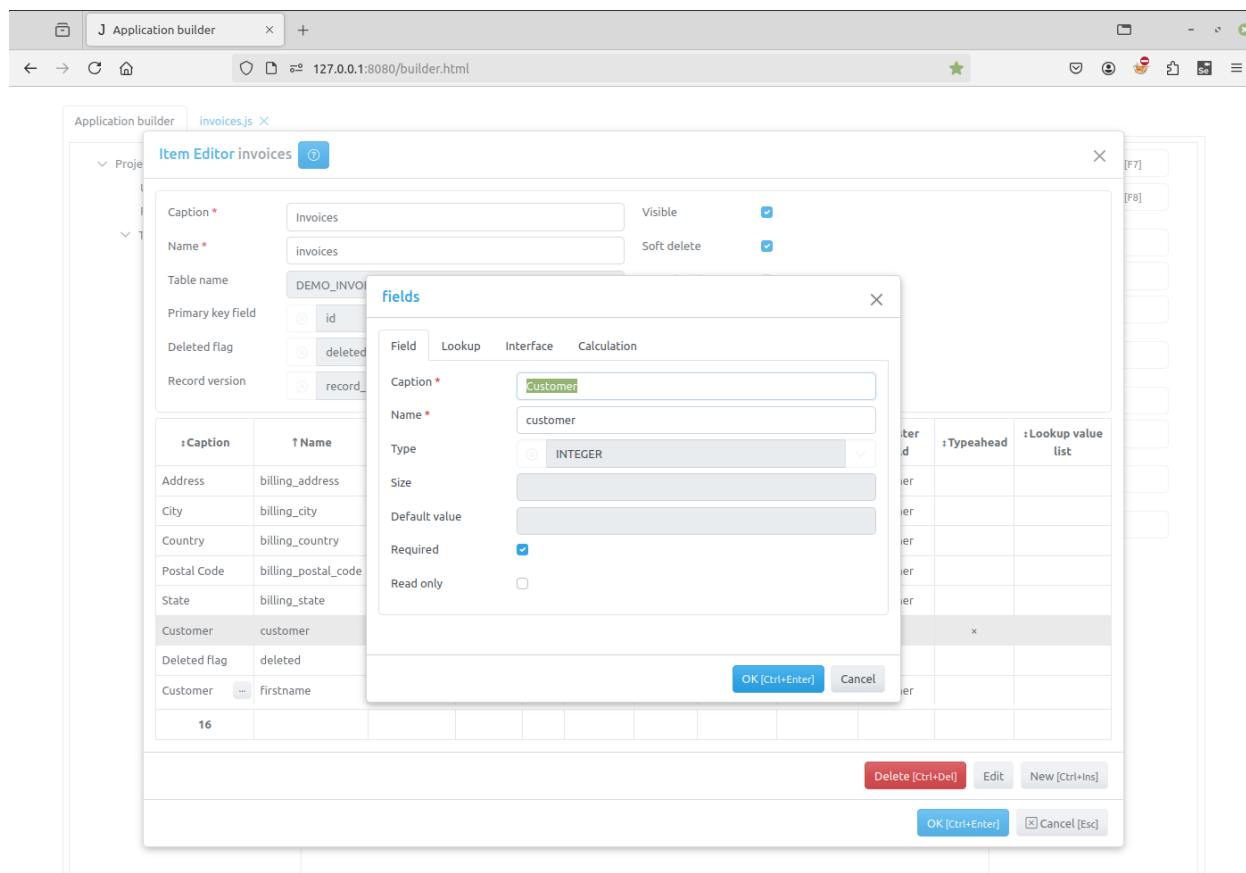 J Application builder × +
127.0.0.1:8080/builder.html
Application builder invoices.js ×
Item Editor invoices
[F7]
[F8]
Caption *
Invoices
Visible
Name *
invoices
Soft delete
Table name
Primary key field
id
Deleted flag
deleted
Record version
record_
fields
Field Lookup Interface Calculation
Caption *
Customer
Name *
customer
Type
INTEGER
Size
Default value
Required
Read only
OK [Ctrl+Enter] Cancel
Caption Name Typeahead Lookup value list
Address billing_address
City billing_city
Country billing_country
Postal Code billing_postal_code
State billing_state
Customer customer ×
Deleted flag deleted
Customer ... firstname
16
Delete [Ctrl+Del] Edit New [Ctrl+Ins]
OK [Ctrl+Enter] Cancel [Esc]